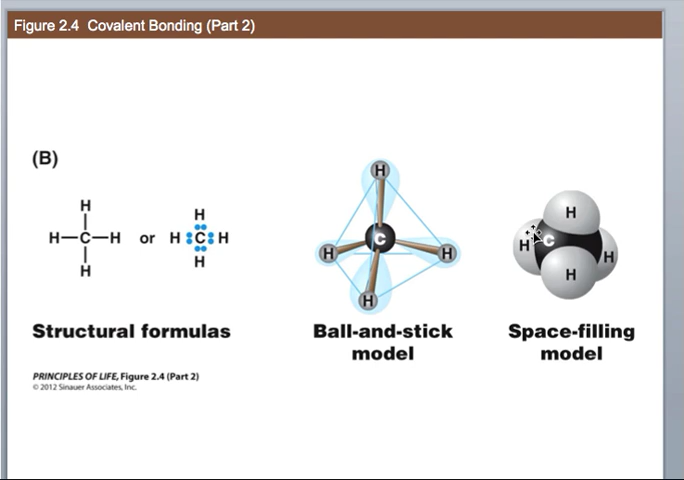 Figure 2.4 Covalent Bonding (Part 2)
(B)
H
H—C—H
H
or
H
H:C:H
H
Structural formulas
H
C
H H
H
Ball-and-stick
model
H
H C
H
H
Space-filling
model
PRINCIPLES OF LIFE, Figure 2.4 (Part 2)
© 2012 Sinauer Associates, Inc.